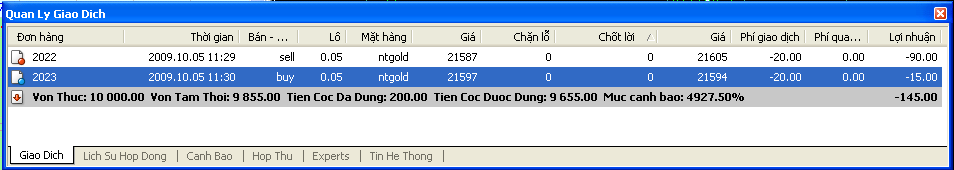 Quan Ly Giao Dich
Đơn hàng Thời gian Bán - ... Lô Mặt hàng Giá Chặn lỗ Chốt lời / Giá Phí giao dịch Phí qua... Lợi nhuận
2022 2009.10.05 11:29 sell 0.05 ntgold 21587 0 0 21605 -20.00 0.00 -90.00
2023 2009.10.05 11:30 buy 0.05 ntgold 21597 0 0 21594 -20.00 0.00 -15.00
Von Thuc: 10 000.00 Von Tam Thoi: 9 855.00 Tien Coc Da Dung: 200.00 Tien Coc Duoc Dung: 9 655.00 Muc canh bao: 4927.50% -145.00
Giao Dich | Lich Su Hop Dong | Canh Bao | Hop Thu | Experts | Tin He Thong |